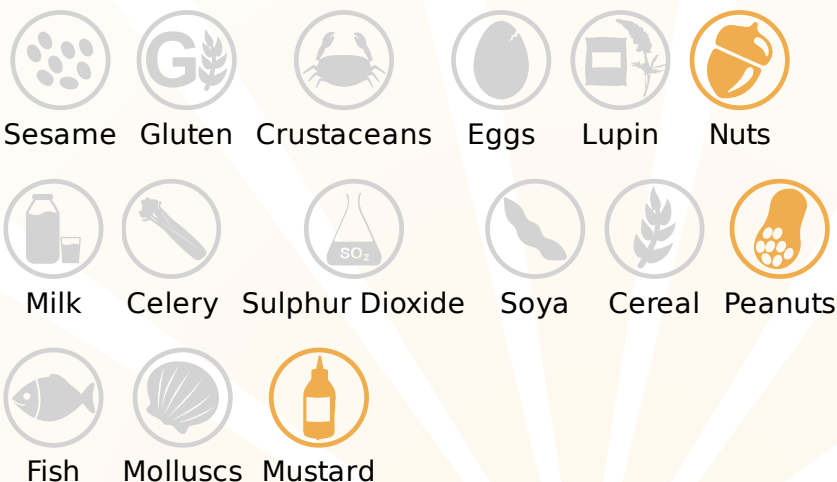 G
Sesame Gluten Crustaceans Eggs Lupin Nuts
SO₂
Milk Celery Sulphur Dioxide Soya Cereal Peanuts
Fish Molluscs Mustard